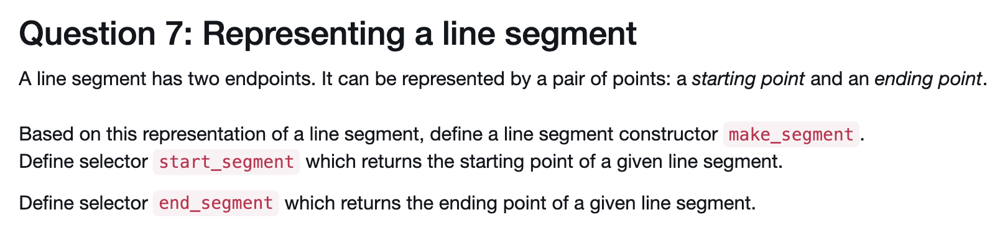 Question 7: Representing a line segment
A line segment has two endpoints. It can be represented by a pair of points: a starting point and an ending point.
Based on this representation of a line segment, define a line segment constructor make_segment.
Define selector start_segment which returns the starting point of a given line segment.
Define selector end_segment which returns the ending point of a given line segment.